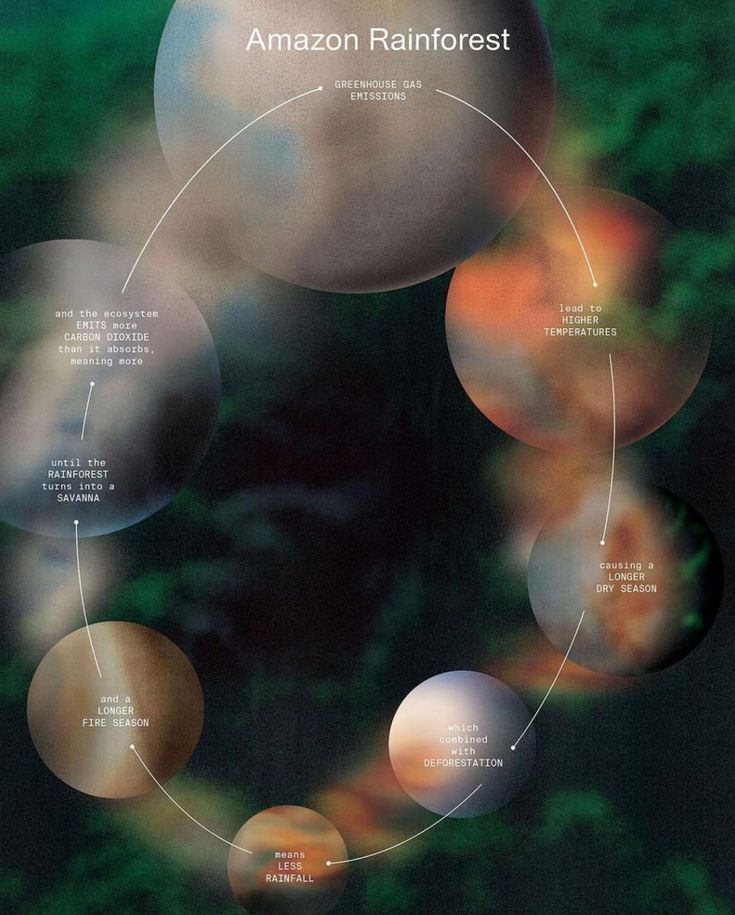 Amazon Rainforest
GREENHOUSE GAS
EMISSIONS
lead to
HIGHER
TEMPERATURES
causing a
LONGER
DRY SEASON
which
combined
with
DEFORESTATION
means
LESS
RAINFALL
and a
LONGER
FIRE SEASON
until the
RAINFOREST
turns into a
SAVANNA
and the ecosystem
EMITS more
CARBON DIOXIDE
than it absorbs,
meaning more